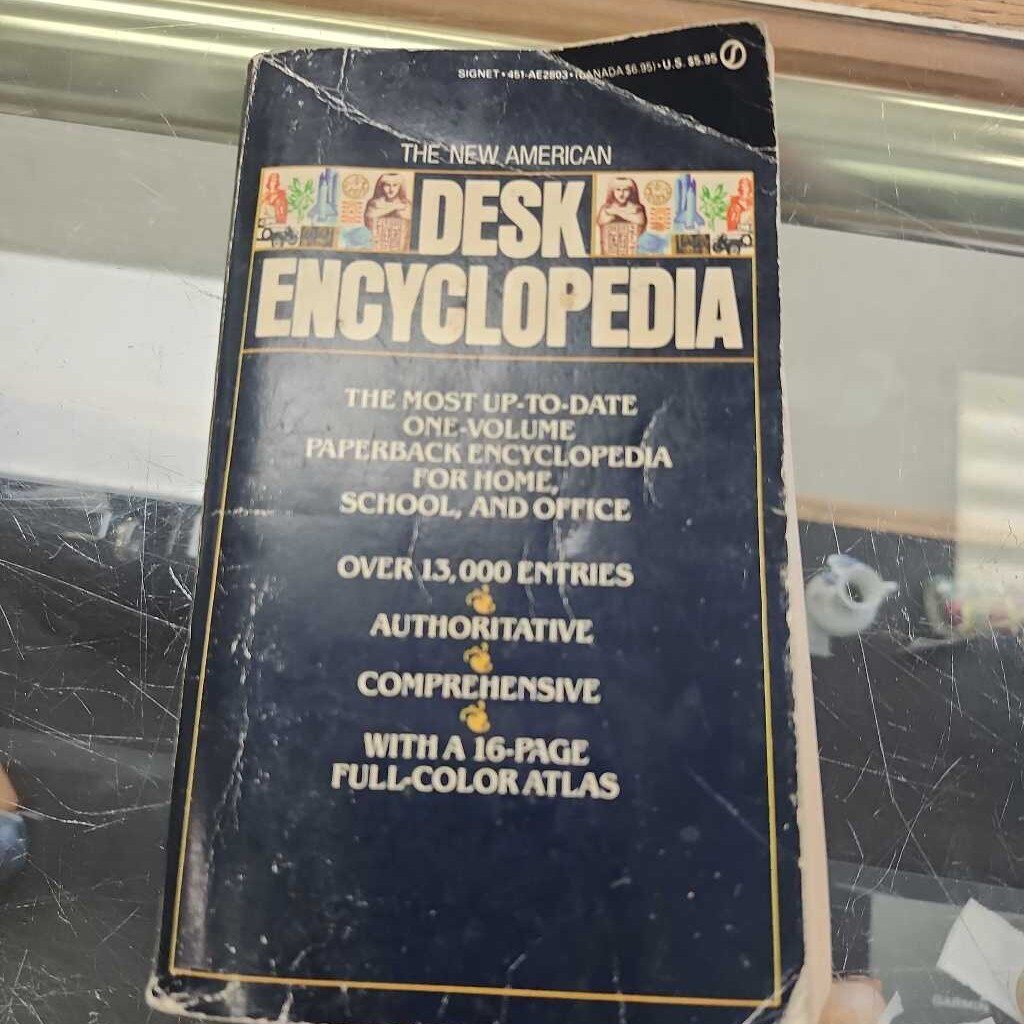 SIGNET • 451-AE2803 • (CANADA $6.95) • U.S. $5.95
THE NEW AMERICAN
DESK
ENCYCLOPEDIA
THE MOST UP-TO-DATE
ONE-VOLUME
PAPERBACK ENCYCLOPEDIA
FOR HOME,
SCHOOL, AND OFFICE
OVER 13,000 ENTRIES
AUTHORITATIVE
COMPREHENSIVE
WITH A 16-PAGE
FULL-COLOR ATLAS
GARMIN